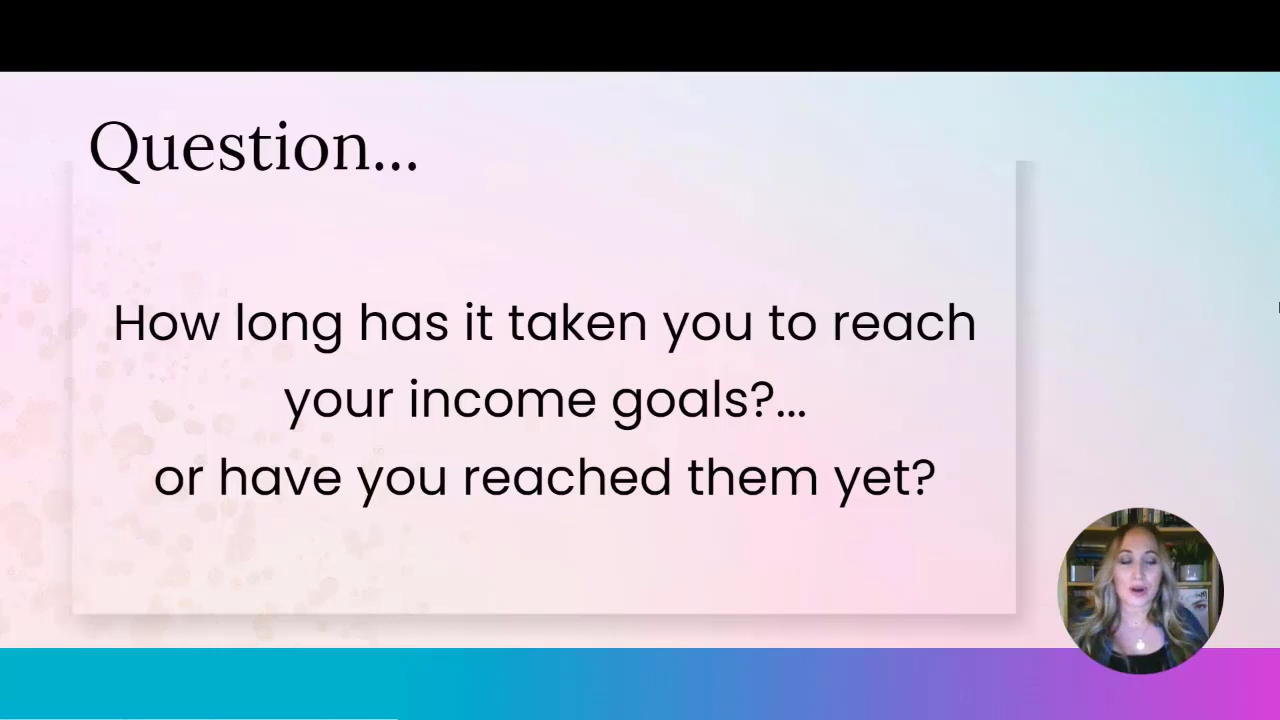 Question...
How long has it taken you to reach
your income goals?...
or have you reached them yet?